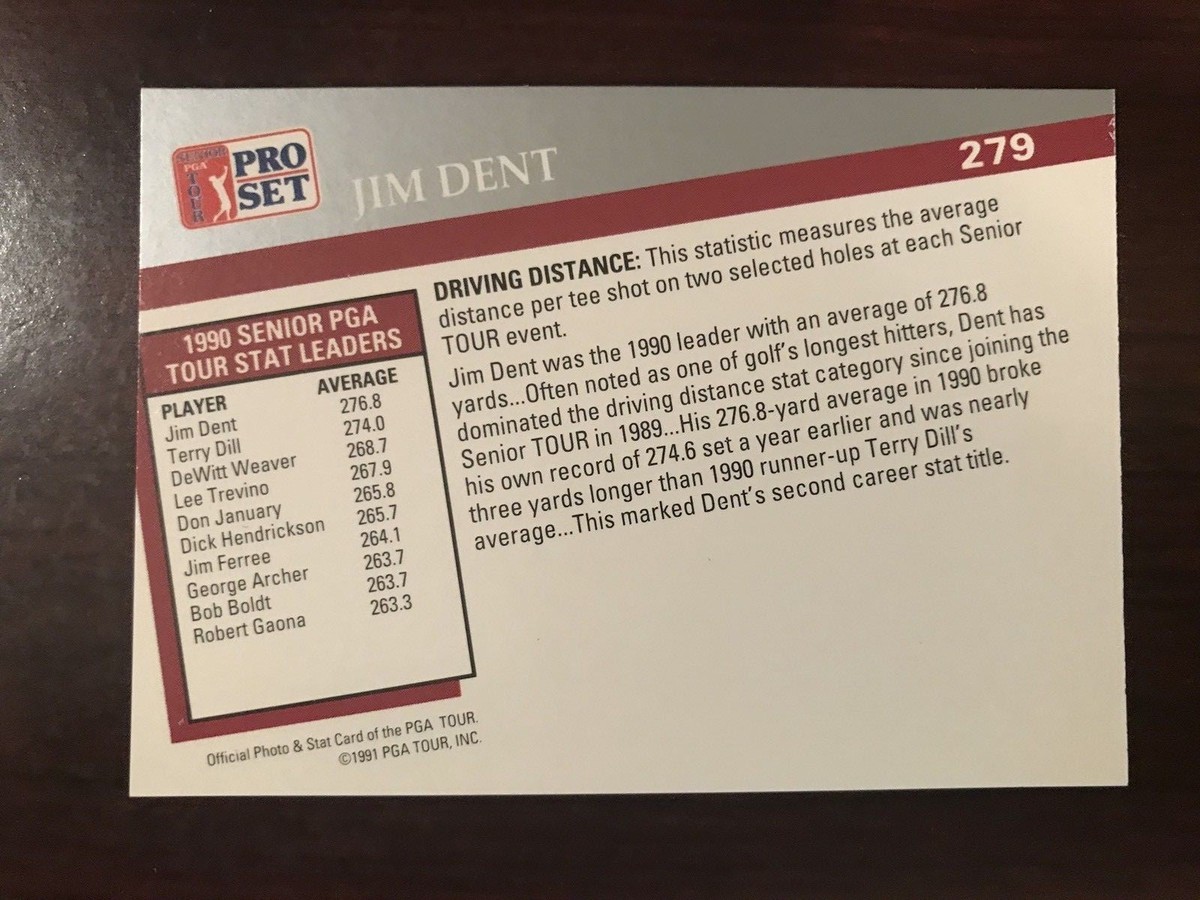 SENIOR
PGA
TOUR
PRO
SET
JIM DENT
279
1990 SENIOR PGA
TOUR STAT LEADERS
PLAYER AVERAGE
Jim Dent 276.8
Terry Dill 274.0
DeWitt Weaver 268.7
Lee Trevino 267.9
Don January 265.8
Dick Hendrickson 265.7
Jim Ferree 264.1
George Archer 263.7
Bob Boldt 263.7
Robert Gaona 263.3
DRIVING DISTANCE: This statistic measures the average
distance per tee shot on two selected holes at each Senior
TOUR event.
Jim Dent was the 1990 leader with an average of 276.8
yards...Often noted as one of golf's longest hitters, Dent has
dominated the driving distance stat category since joining the
Senior TOUR in 1989...His 276.8-yard average in 1990 broke
his own record of 274.6 set a year earlier and was nearly
three yards longer than 1990 runner-up Terry Dill's
average...This marked Dent's second career stat title.
Official Photo & Stat Card of the PGA TOUR.
©1991 PGA TOUR, INC.